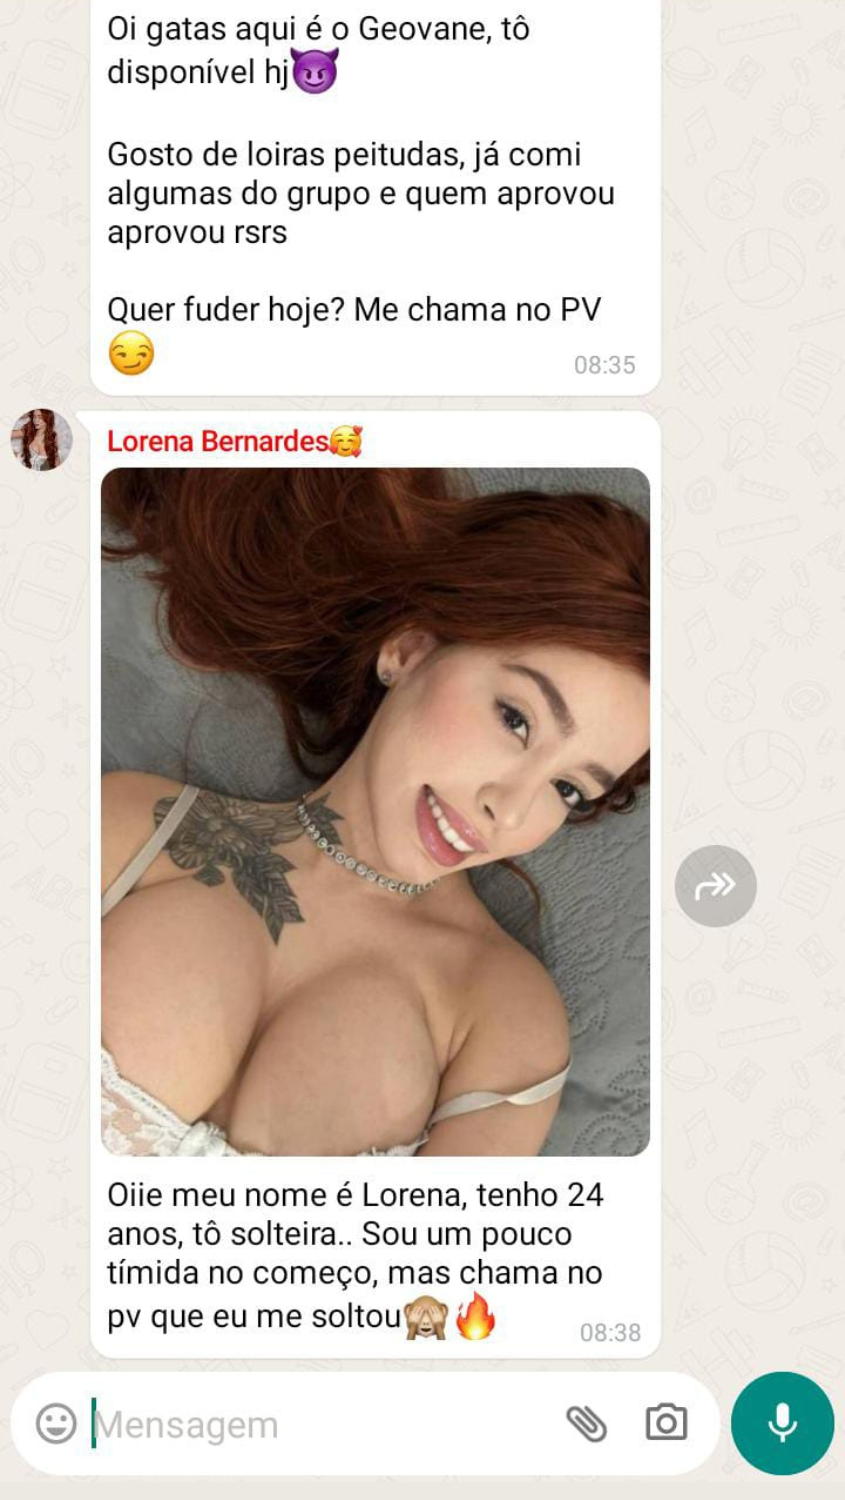 Oi gatas aqui é o Geovane, tô
disponível hj😈
Gosto de loiras peitudas, já comi
algumas do grupo e quem aprovou
aprovou rsrs
Quer fuder hoje? Me chama no PV
😏
08:35
Lorena Bernardes🥰
Oiie meu nome é Lorena, tenho 24
anos, tô solteira.. Sou um pouco
tímida no começo, mas chama no
pv que eu me soltou🙈🔥
08:38
Mensagem